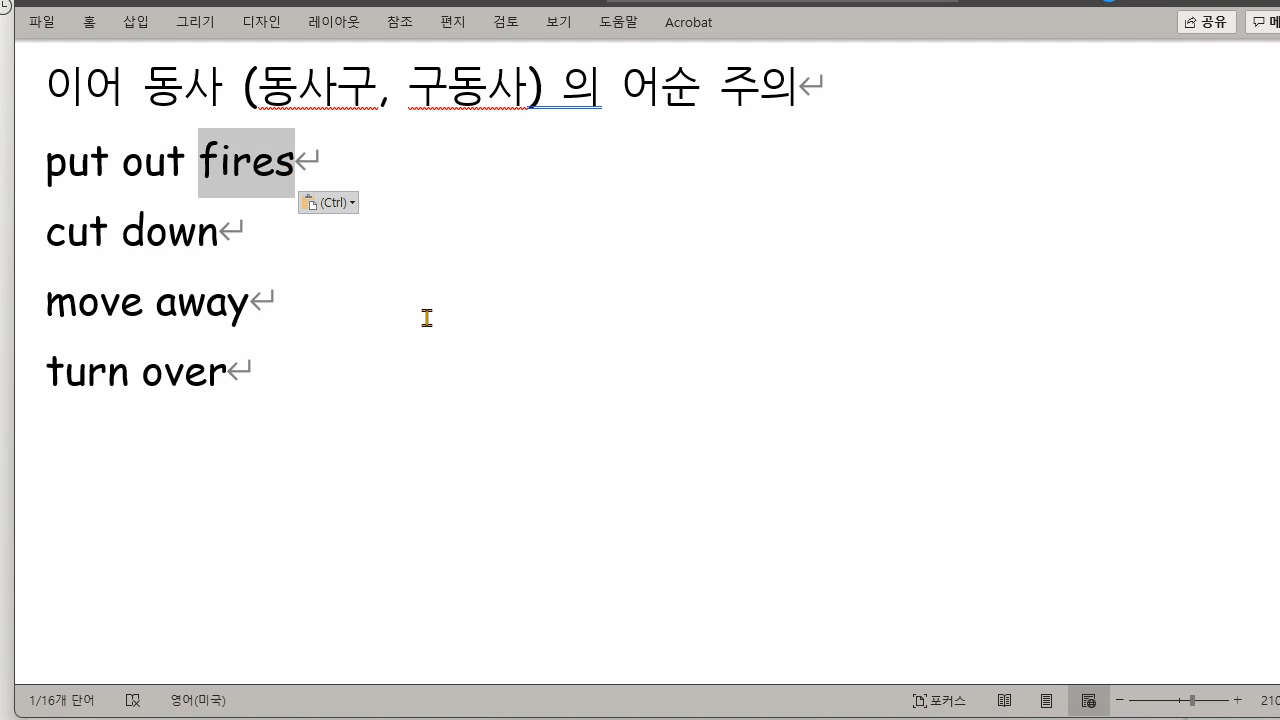 파일 홈 삽입 그리기 디자인 레이아웃 참조 편지 검토 보기 도움말 Acrobat 공유 메
이어 동사 (동사구, 구동사) 의 어순 주의
put out fires
(Ctrl)
cut down
move away
turn over
1/16개 단어 영어(미국) 포커스 210